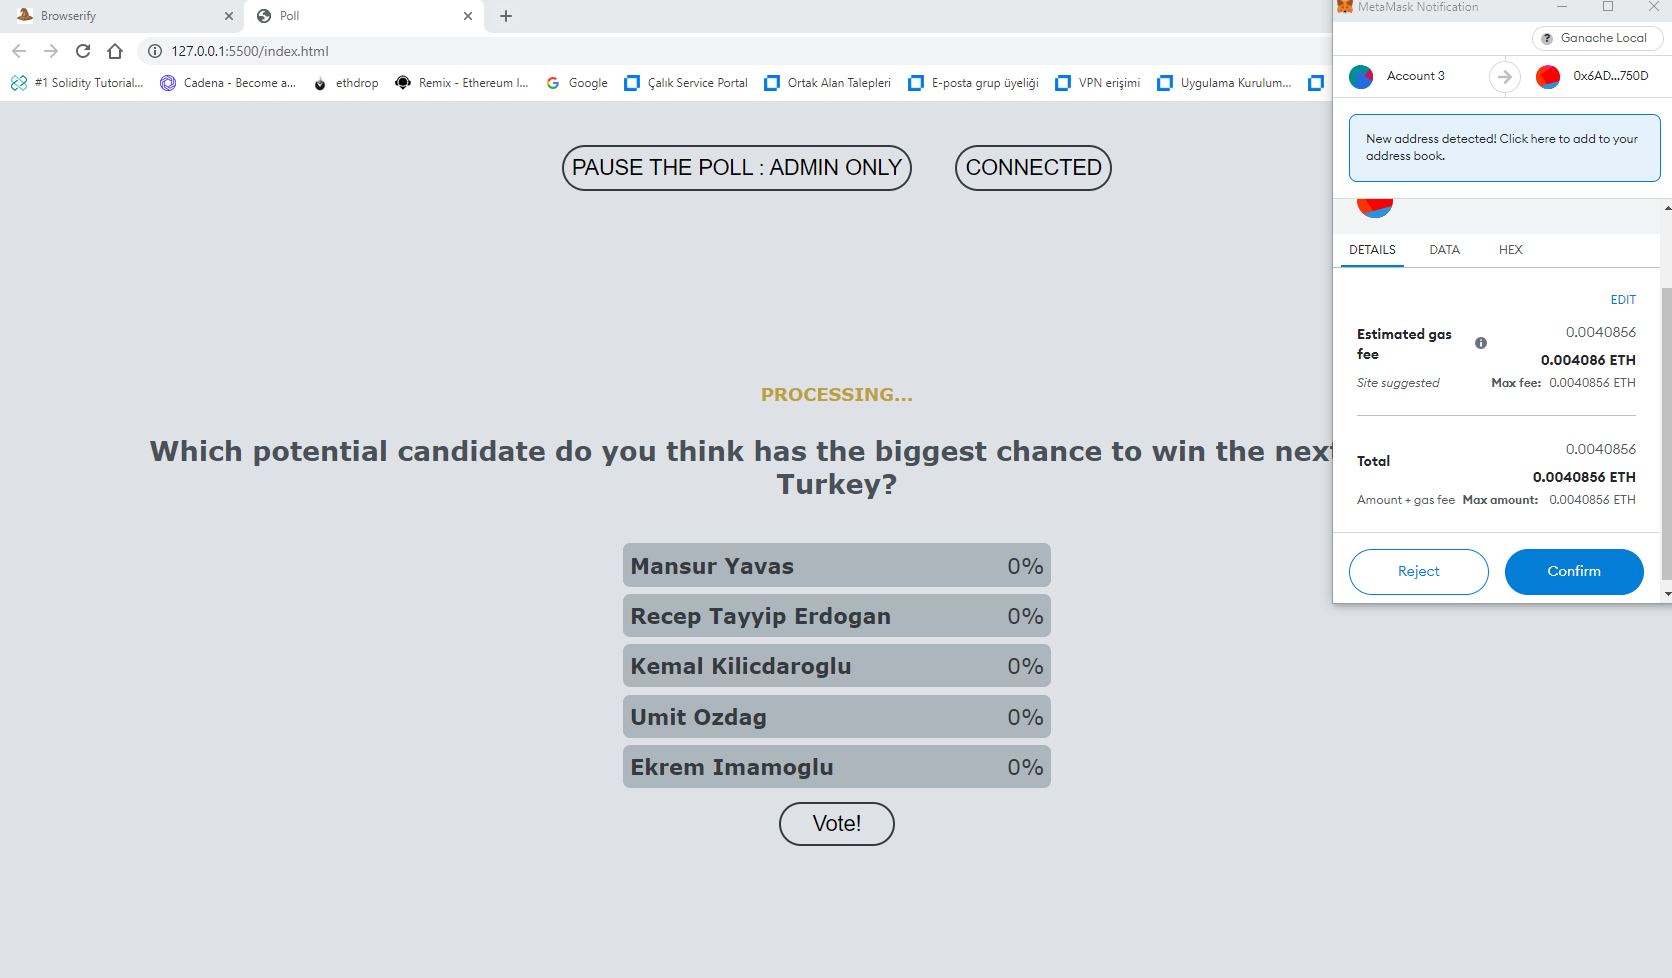 Browserify
Poll
127.0.0.1:5500/index.html
#1 Solidity Tutorial...
Cadena - Become a...
ethdrop
Remix - Ethereum I...
Google
Çalık Service Portal
Ortak Alan Talepleri
E-posta grup üyeliği
VPN erişimi
Uygulama Kurulum...
PAUSE THE POLL : ADMIN ONLY
CONNECTED
PROCESSING...
Which potential candidate do you think has the biggest chance to win the next
Turkey?
Mansur Yavas 0%
Recep Tayyip Erdogan 0%
Kemal Kilicdaroglu 0%
Umit Ozdag 0%
Ekrem Imamoglu 0%
Vote!
MetaMask Notification
Ganache Local
Account 3
0x6AD...750D
New address detected! Click here to add to your
address book.
DETAILS DATA HEX
EDIT
Estimated gas
fee
0.0040856
0.004086 ETH
Site suggested Max fee: 0.0040856 ETH
0.0040856
Total
0.0040856 ETH
Amount + gas fee Max amount: 0.0040856 ETH
Reject
Confirm